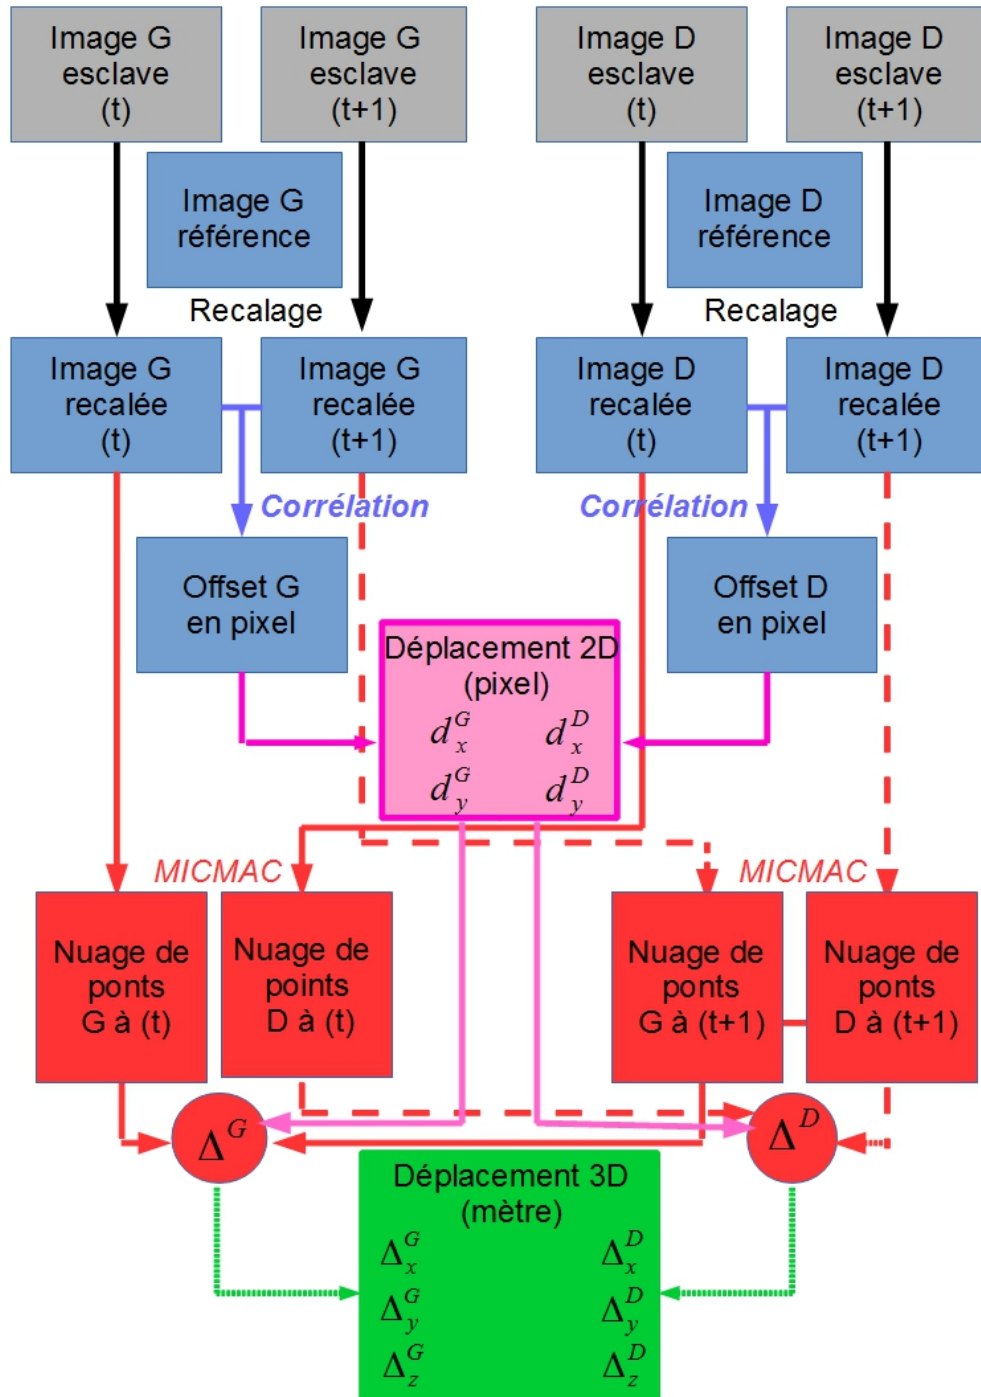 Image G
esclave
(t)
Image G
esclave
(t+1)
Image D
esclave
(t)
Image D
esclave
(t+1)
Image G
référence
Image D
référence
Recalage
Recalage
Image G
recalée
(t)
Image G
recalée
(t+1)
Image D
recalée
(t)
Image D
recalée
(t+1)
Corrélation
Corrélation
Offset G
en pixel
Offset D
en pixel
Déplacement 2D
(pixel)
d_x^G d_x^D
d_y^G d_y^D
MICMAC
MICMAC
Nuage de
ponts
G à (t)
Nuage de
points
D à (t)
Nuage de
ponts
G à (t+1)
Nuage de
ponts
D à (t+1)
Δ^G
Δ^D
Déplacement 3D
(mètre)
Δ_x^G Δ_x^D
Δ_y^G Δ_y^D
Δ_z^G Δ_z^D